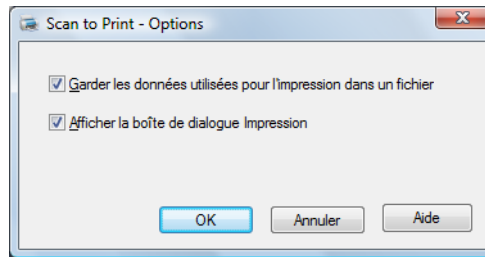 Scan to Print - Options
Garder les données utilisées pour l'impression dans un fichier
Afficher la boîte de dialogue Impression
OK Annuler Aide